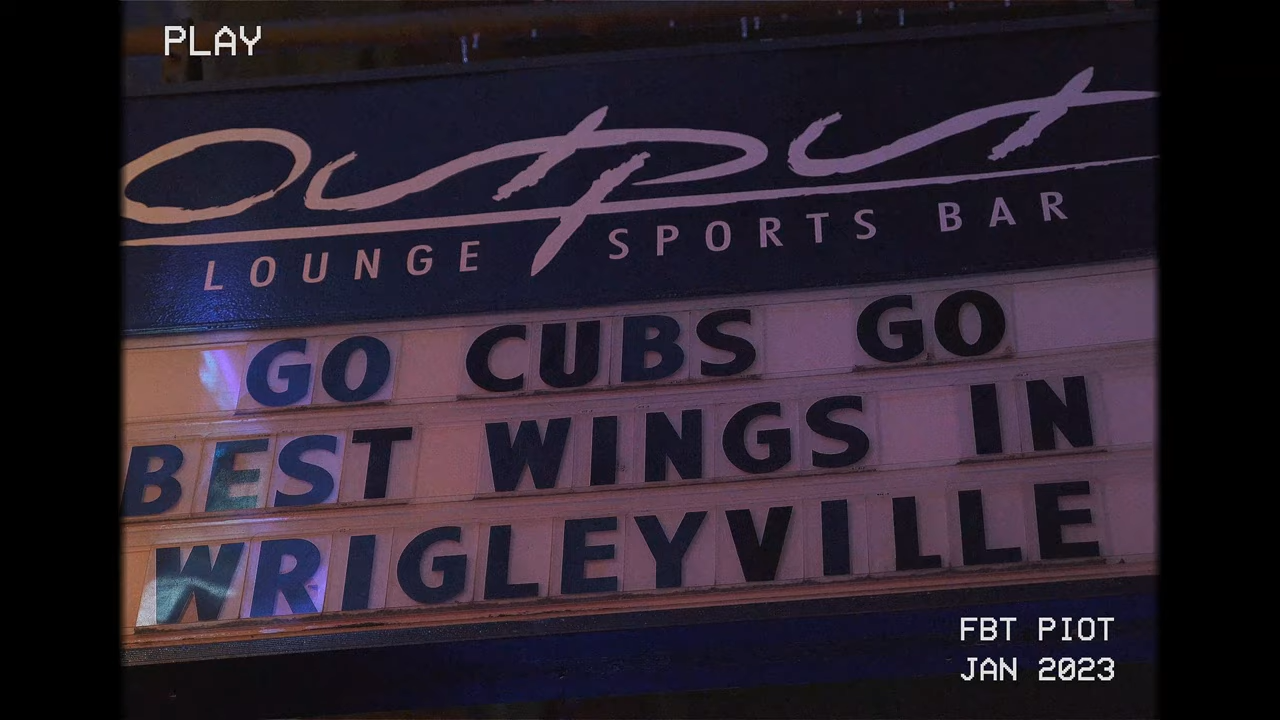 PLAY
Output
LOUNGE SPORTS BAR
GO CUBS GO
BEST WINGS IN
WRIGLEYVILLE
FBT PIOT
JAN 2023